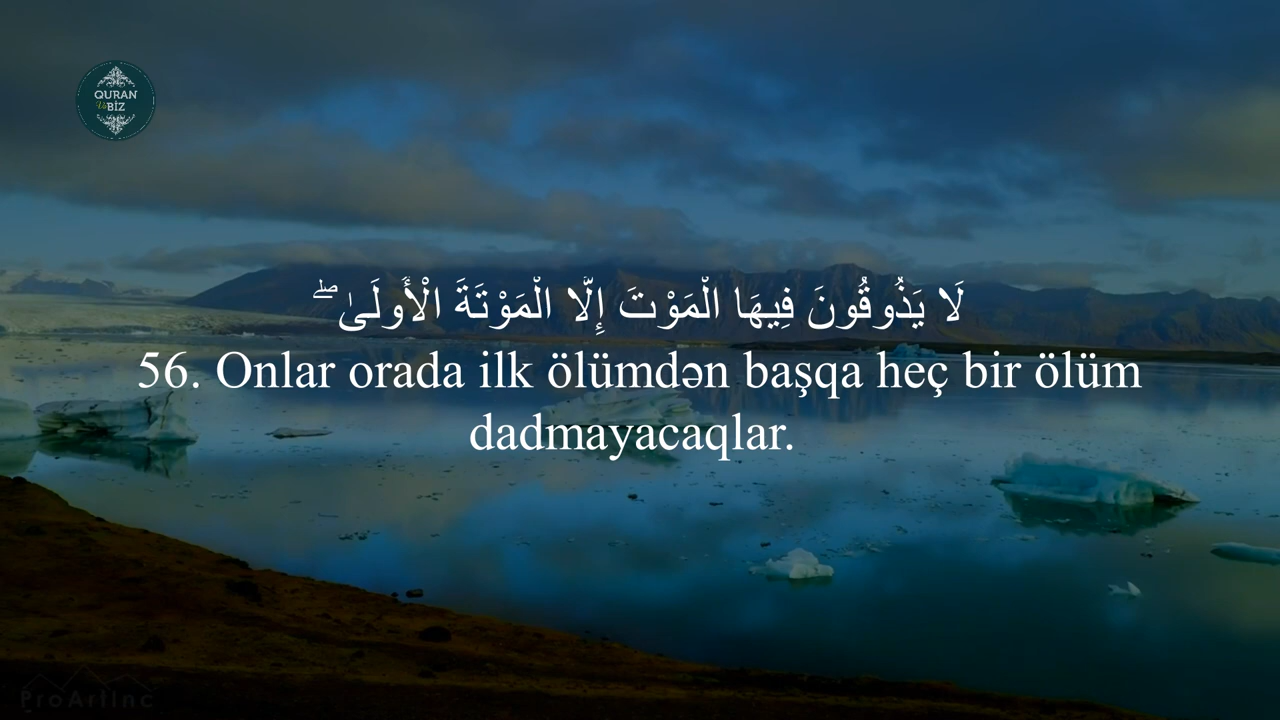 QURAN
Və BİZ
لَا يَذُوقُونَ فِيهَا الْمَوْتَ إِلَّا الْمَوْتَةَ الْأُولَىٰ ۖ
56. Onlar orada ilk ölümdən başqa heç bir ölüm
dadmayacaqlar.
ProArtInc